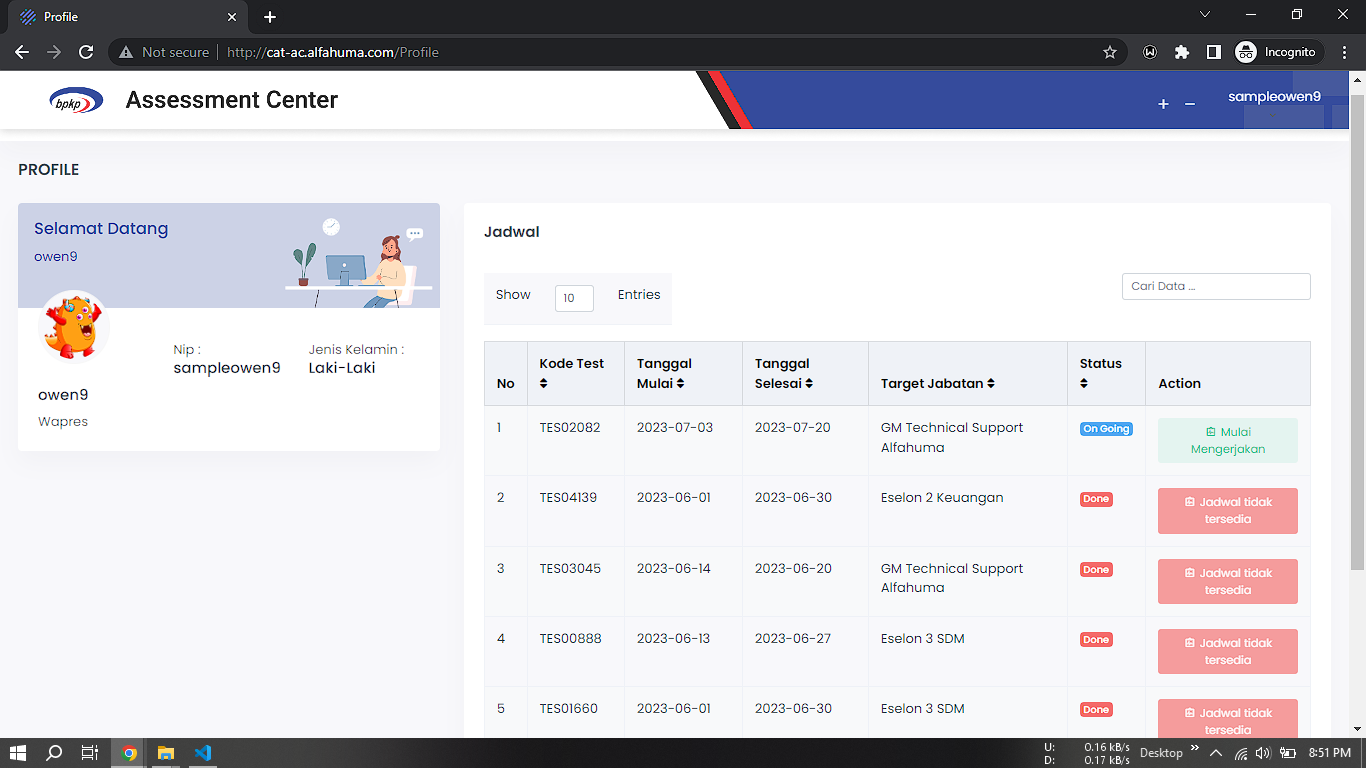 Profile
Not secure
http://cat-ac.alfahuma.com/Profile
Incognito
bpkp
Assessment Center
+ −
sampleowen9
PROFILE
Selamat Datang
owen9
Nip :
sampleowen9
Jenis Kelamin :
Laki-Laki
owen9
Wapres
Jadwal
Show 10 Entries
Cari Data ...
No Kode Test Tanggal Mulai Tanggal Selesai Target Jabatan Status Action
1 TES02082 2023-07-03 2023-07-20 GM Technical Support Alfahuma On Going Mulai Mengerjakan
2 TES04139 2023-06-01 2023-06-30 Eselon 2 Keuangan Done Jadwal tidak tersedia
3 TES03045 2023-06-14 2023-06-20 GM Technical Support Alfahuma Done Jadwal tidak tersedia
4 TES00888 2023-06-13 2023-06-27 Eselon 3 SDM Done Jadwal tidak tersedia
5 TES01660 2023-06-01 2023-06-30 Eselon 3 SDM Done Jadwal tidak tersedia
U: 0.16 kB/s
D: 0.17 kB/s
Desktop
8:51 PM